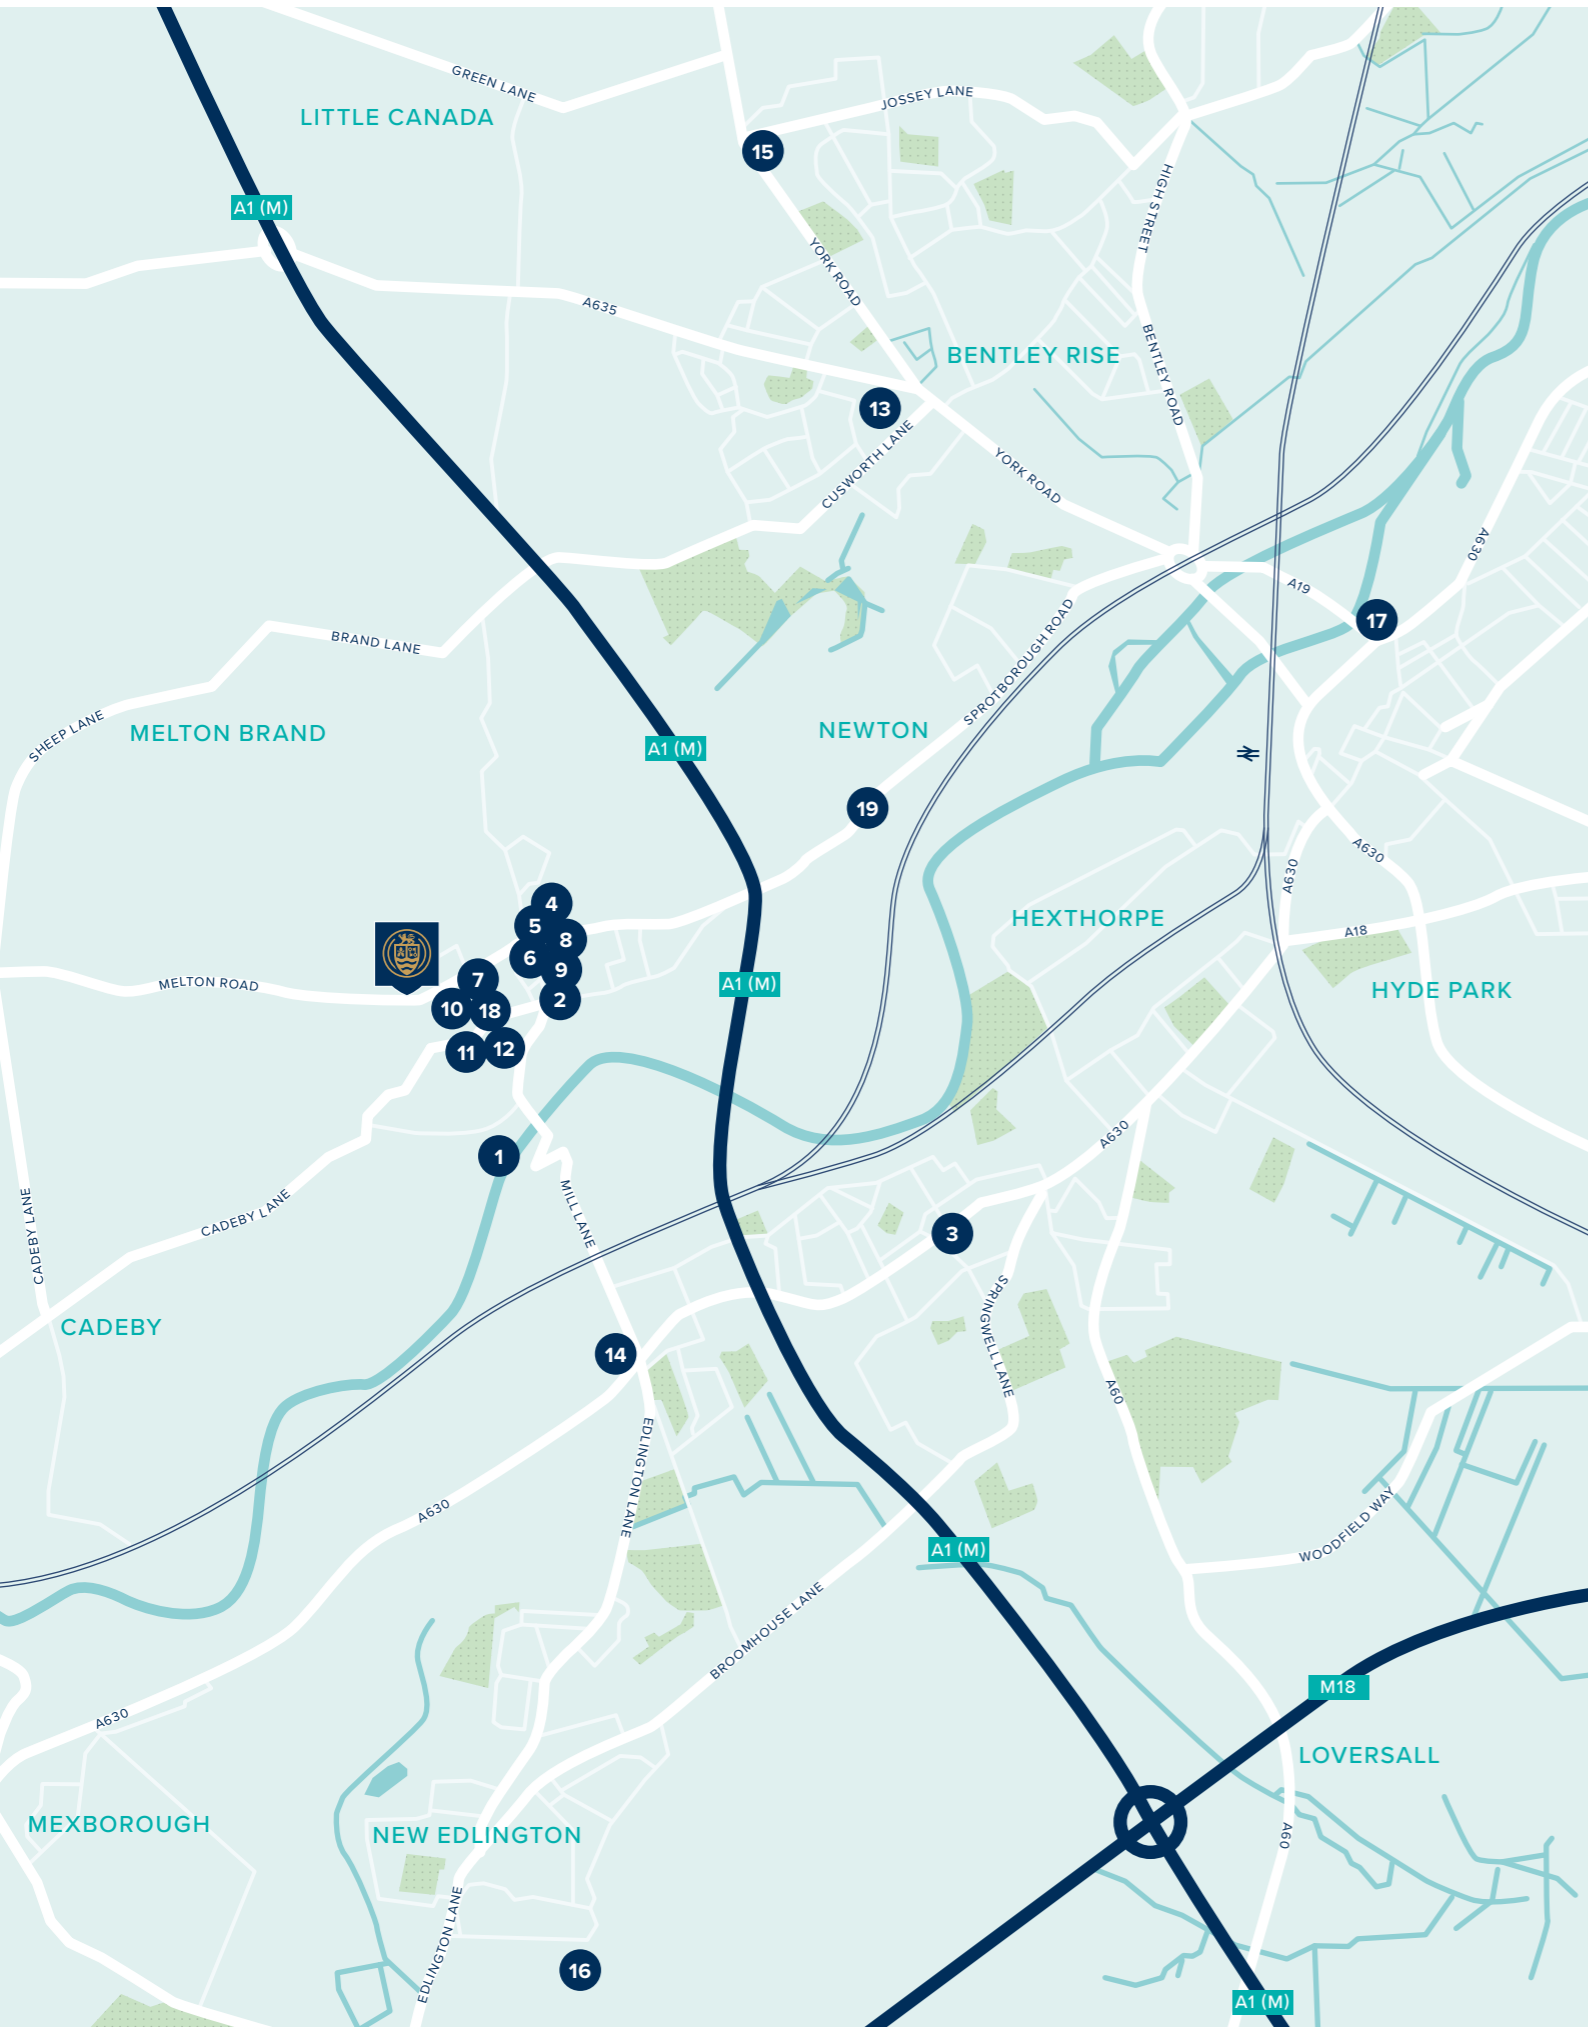 GREEN LANE
LITTLE CANADA
JOSSEY LANE
15
HIGH STREET
A1 (M)
YORK ROAD
A635
BENTLEY RISE
BENTLEY ROAD
13
CUSWORTH LANE
YORK ROAD
A630
A19
17
BRAND LANE
SPROTBOROUGH ROAD
SHEEP LANE
MELTON BRAND
NEWTON
A1 (M)
19
A630
A630
4
5
8
HEXTHORPE
A18
6
9
7
MELTON ROAD
A1 (M)
HYDE PARK
2
10
18
11
12
A630
1
MILL LANE
CADEBY LANE
CADEBY LANE
3
SPRINGWELL LANE
CADEBY
14
A60
EDLINGTON LANE
A630
WOODFIELD WAY
A1 (M)
BROOMHOUSE LANE
M18
A630
LOVERSALL
MEXBOROUGH
NEW EDLINGTON
A60
EDLINGTON LANE
16
A1 (M)